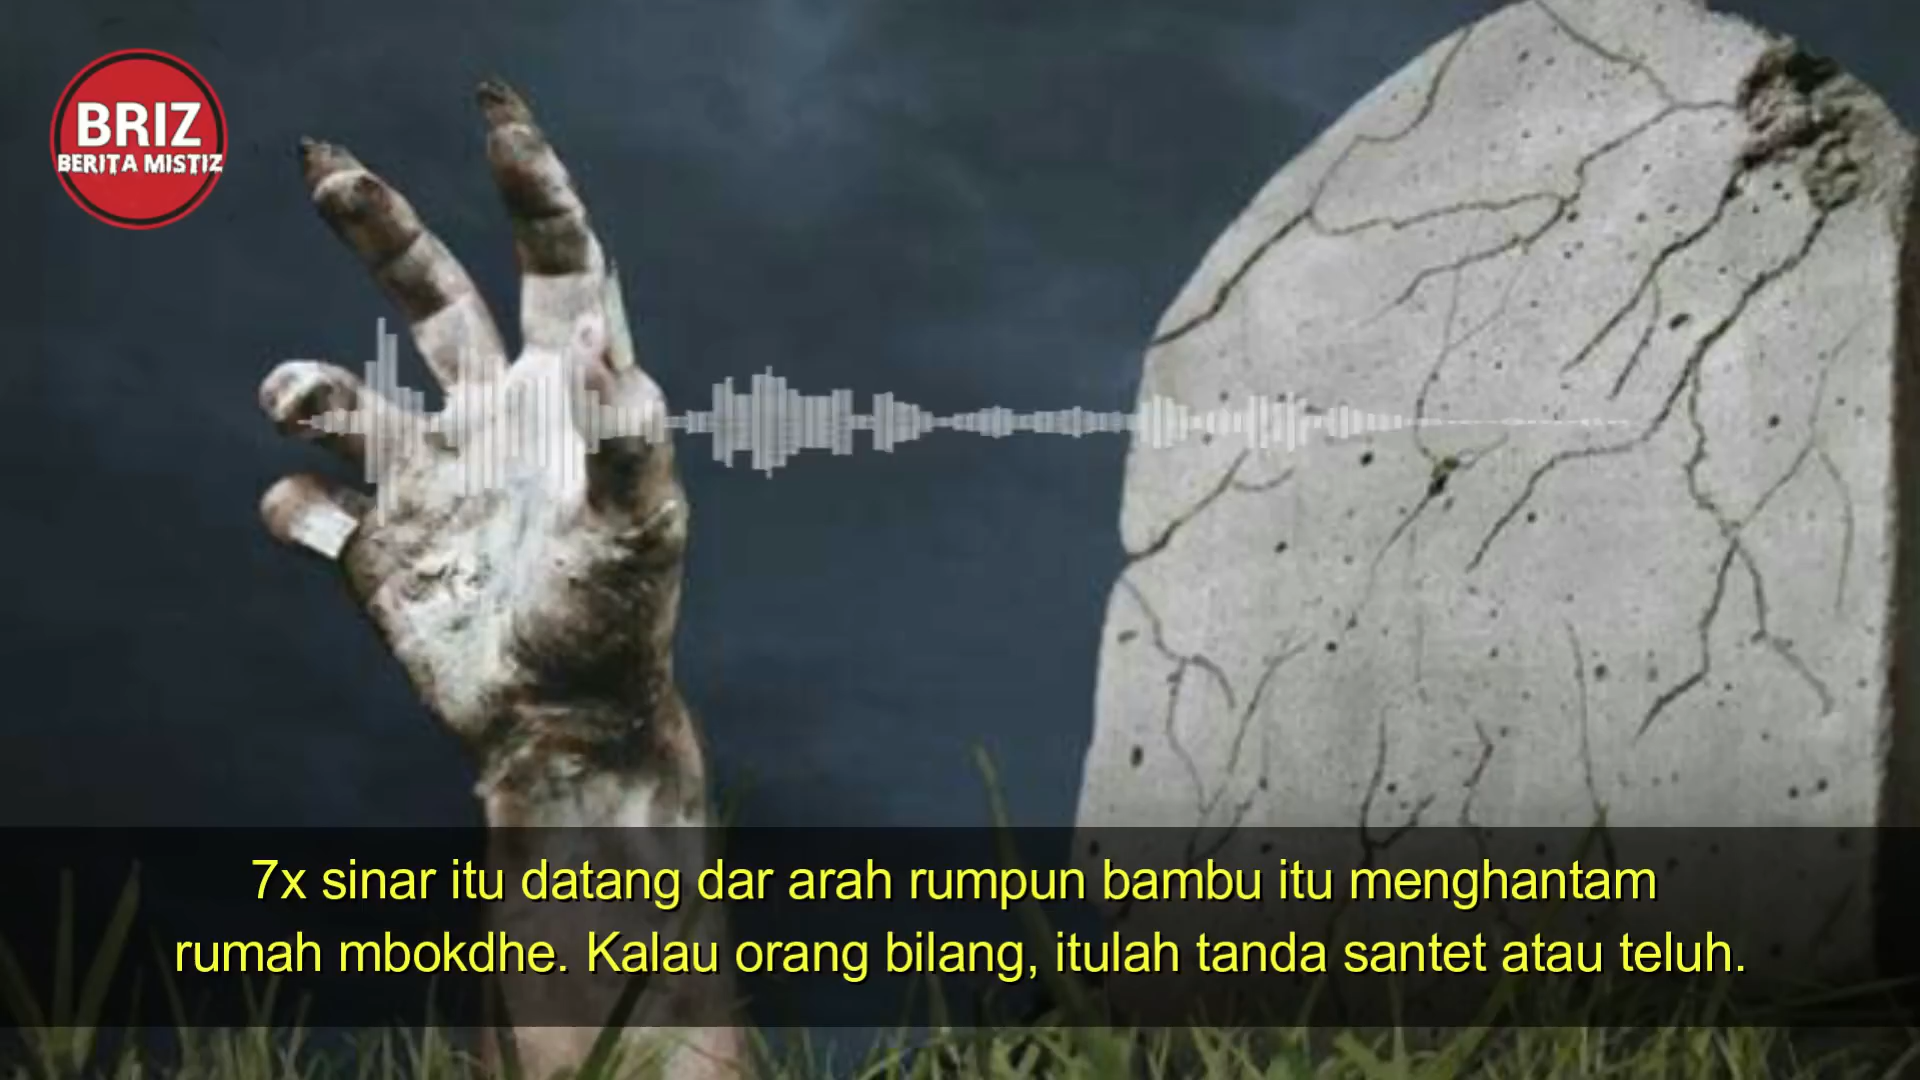 BRIZ
BERITA MISTIZ
7x sinar itu datang dar arah rumpun bambu itu menghantam
rumah mbokdhe. Kalau orang bilang, itulah tanda santet atau teluh.